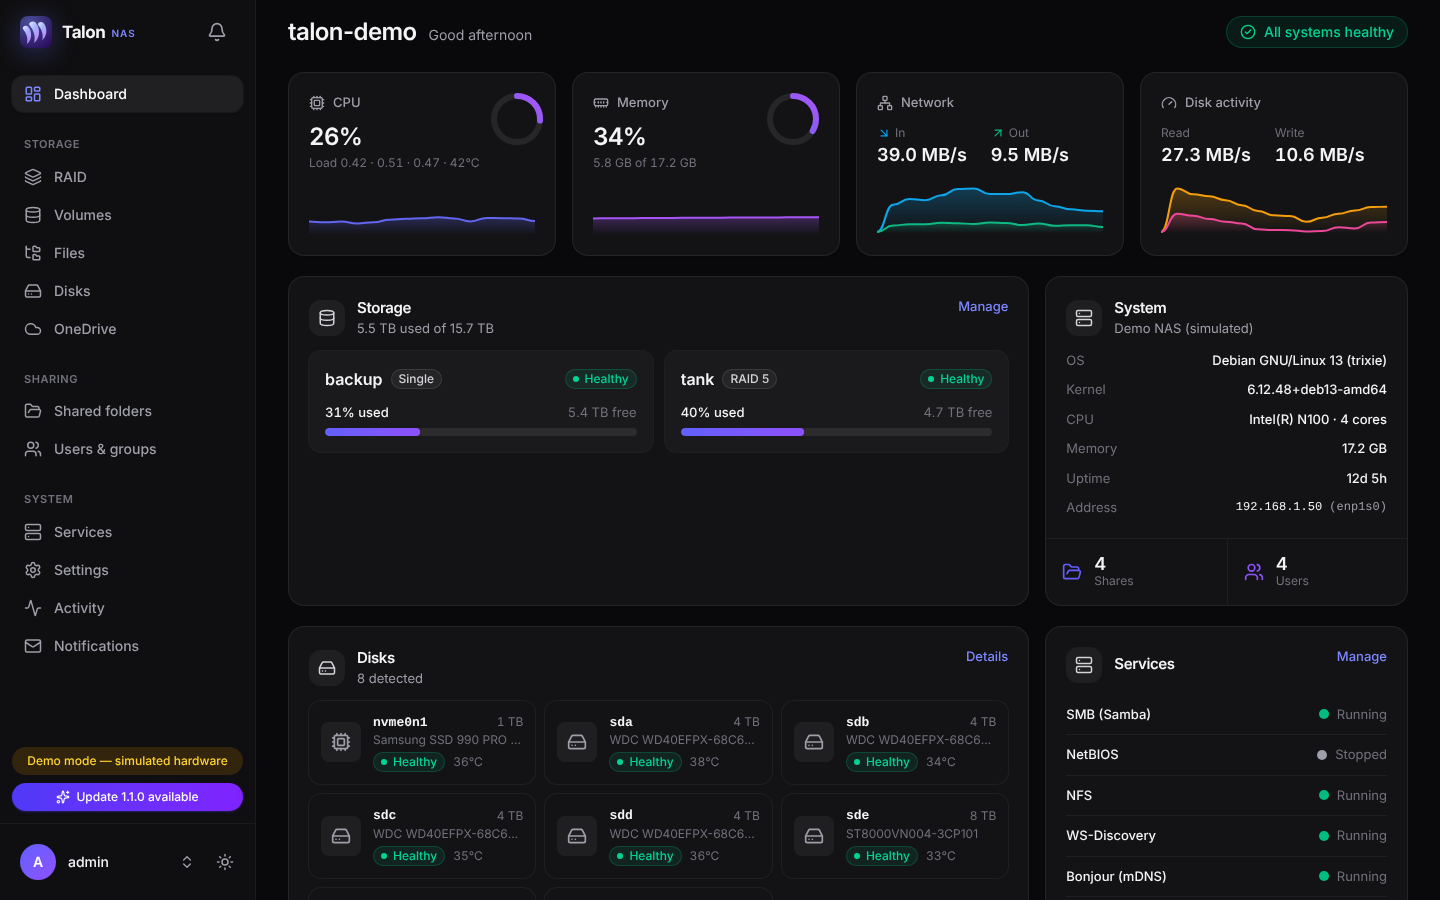 Talon NAS
Dashboard
STORAGE
RAID
Volumes
Files
Disks
OneDrive
SHARING
Shared folders
Users & groups
SYSTEM
Services
Settings
Activity
Notifications
Demo mode — simulated hardware
Update 1.1.0 available
A admin
talon-demo Good afternoon
All systems healthy
CPU
26%
Load 0.42 · 0.51 · 0.47 · 42°C
Memory
34%
5.8 GB of 17.2 GB
Network
In Out
39.0 MB/s 9.5 MB/s
Disk activity
Read Write
27.3 MB/s 10.6 MB/s
Storage
5.5 TB used of 15.7 TB
Manage
backup Single Healthy
31% used 5.4 TB free
tank RAID 5 Healthy
40% used 4.7 TB free
System
Demo NAS (simulated)
OS Debian GNU/Linux 13 (trixie)
Kernel 6.12.48+deb13-amd64
CPU Intel(R) N100 · 4 cores
Memory 17.2 GB
Uptime 12d 5h
Address 192.168.1.50 (enp1s0)
4
Shares
4
Users
Disks
8 detected
Details
nvme0n1 1 TB
Samsung SSD 990 PRO ...
Healthy 36°C
sda 4 TB
WDC WD40EFPX-68C6...
Healthy 38°C
sdb 4 TB
WDC WD40EFPX-68C6...
Healthy 34°C
sdc 4 TB
WDC WD40EFPX-68C6...
Healthy 35°C
sdd 4 TB
WDC WD40EFPX-68C6...
Healthy 36°C
sde 8 TB
ST8000VN004-3CP101
Healthy 33°C
Services
Manage
SMB (Samba) Running
NetBIOS Stopped
NFS Running
WS-Discovery Running
Bonjour (mDNS) Running